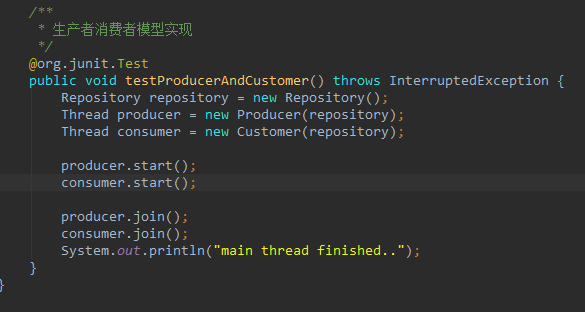 /**
* 生产者消费者模型实现
*/
@org.junit.Test
public void testProducerAndCustomer() throws InterruptedException {
Repository repository = new Repository();
Thread producer = new Producer(repository);
Thread consumer = new Customer(repository);
producer.start();
consumer.start();
producer.join();
consumer.join();
System.out.println("main thread finished..");
}
}